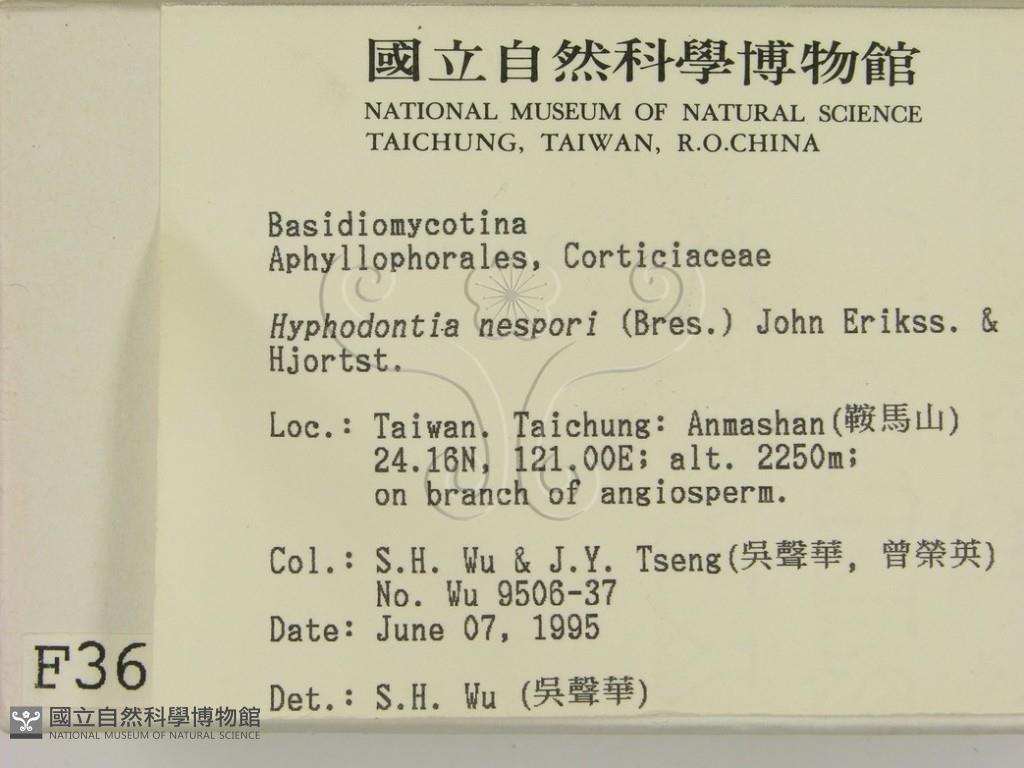 國立自然科學博物館
NATIONAL MUSEUM OF NATURAL SCIENCE
TAICHUNG, TAIWAN, R.O.CHINA
Basidiomycotina
Aphyllophorales, Corticiaceae
Hyphodontia nespori (Bres.) John Erikss. &
Hjortst.
Loc.: Taiwan. Taichung: Anmashan(鞍馬山)
24.16N, 121.00E; alt. 2250m;
on branch of angiosperm.
Col.: S.H. Wu & J.Y. Tseng(吳聲華, 曾榮英)
No. Wu 9506-37
Date: June 07, 1995
Det.: S.H. Wu (吳聲華)
F36
國立自然科學博物館
NATIONAL MUSEUM OF NATURAL SCIENCE